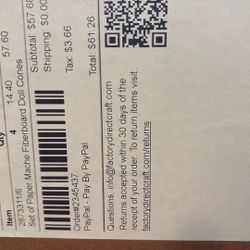 Item
Qty
2873311/6
4
14.40
57.60
Set of Paper Mache Fiberboard Doll Cones
Subtotal $57.60
Shipping $0.00
Tax: $3.66
Total $61.26
Order#2345437
PayPal - Pay By PayPal
Questions. info@factorydirectcraft.com
Returns accepted within 30 days of the
receipt of your order. To return items visit :
factorydirectcraft.com/returns